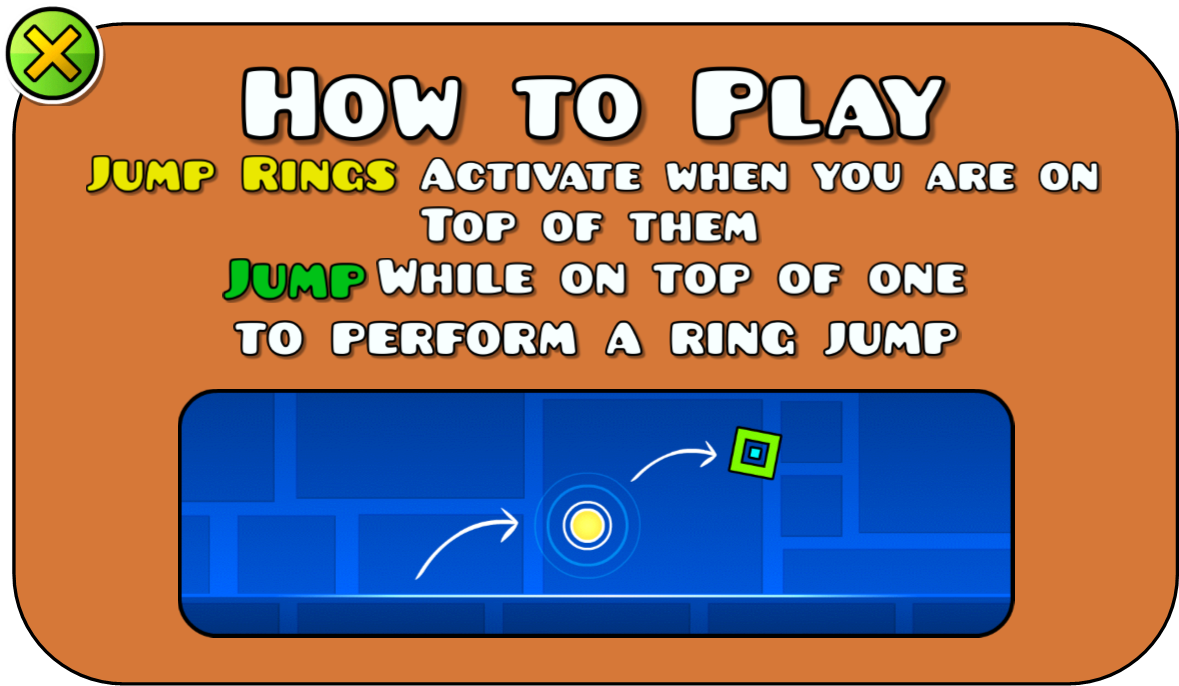 How to Play
Jump Rings Activate when you are on
Top of them
Jump While on top of one
to perform a ring jump